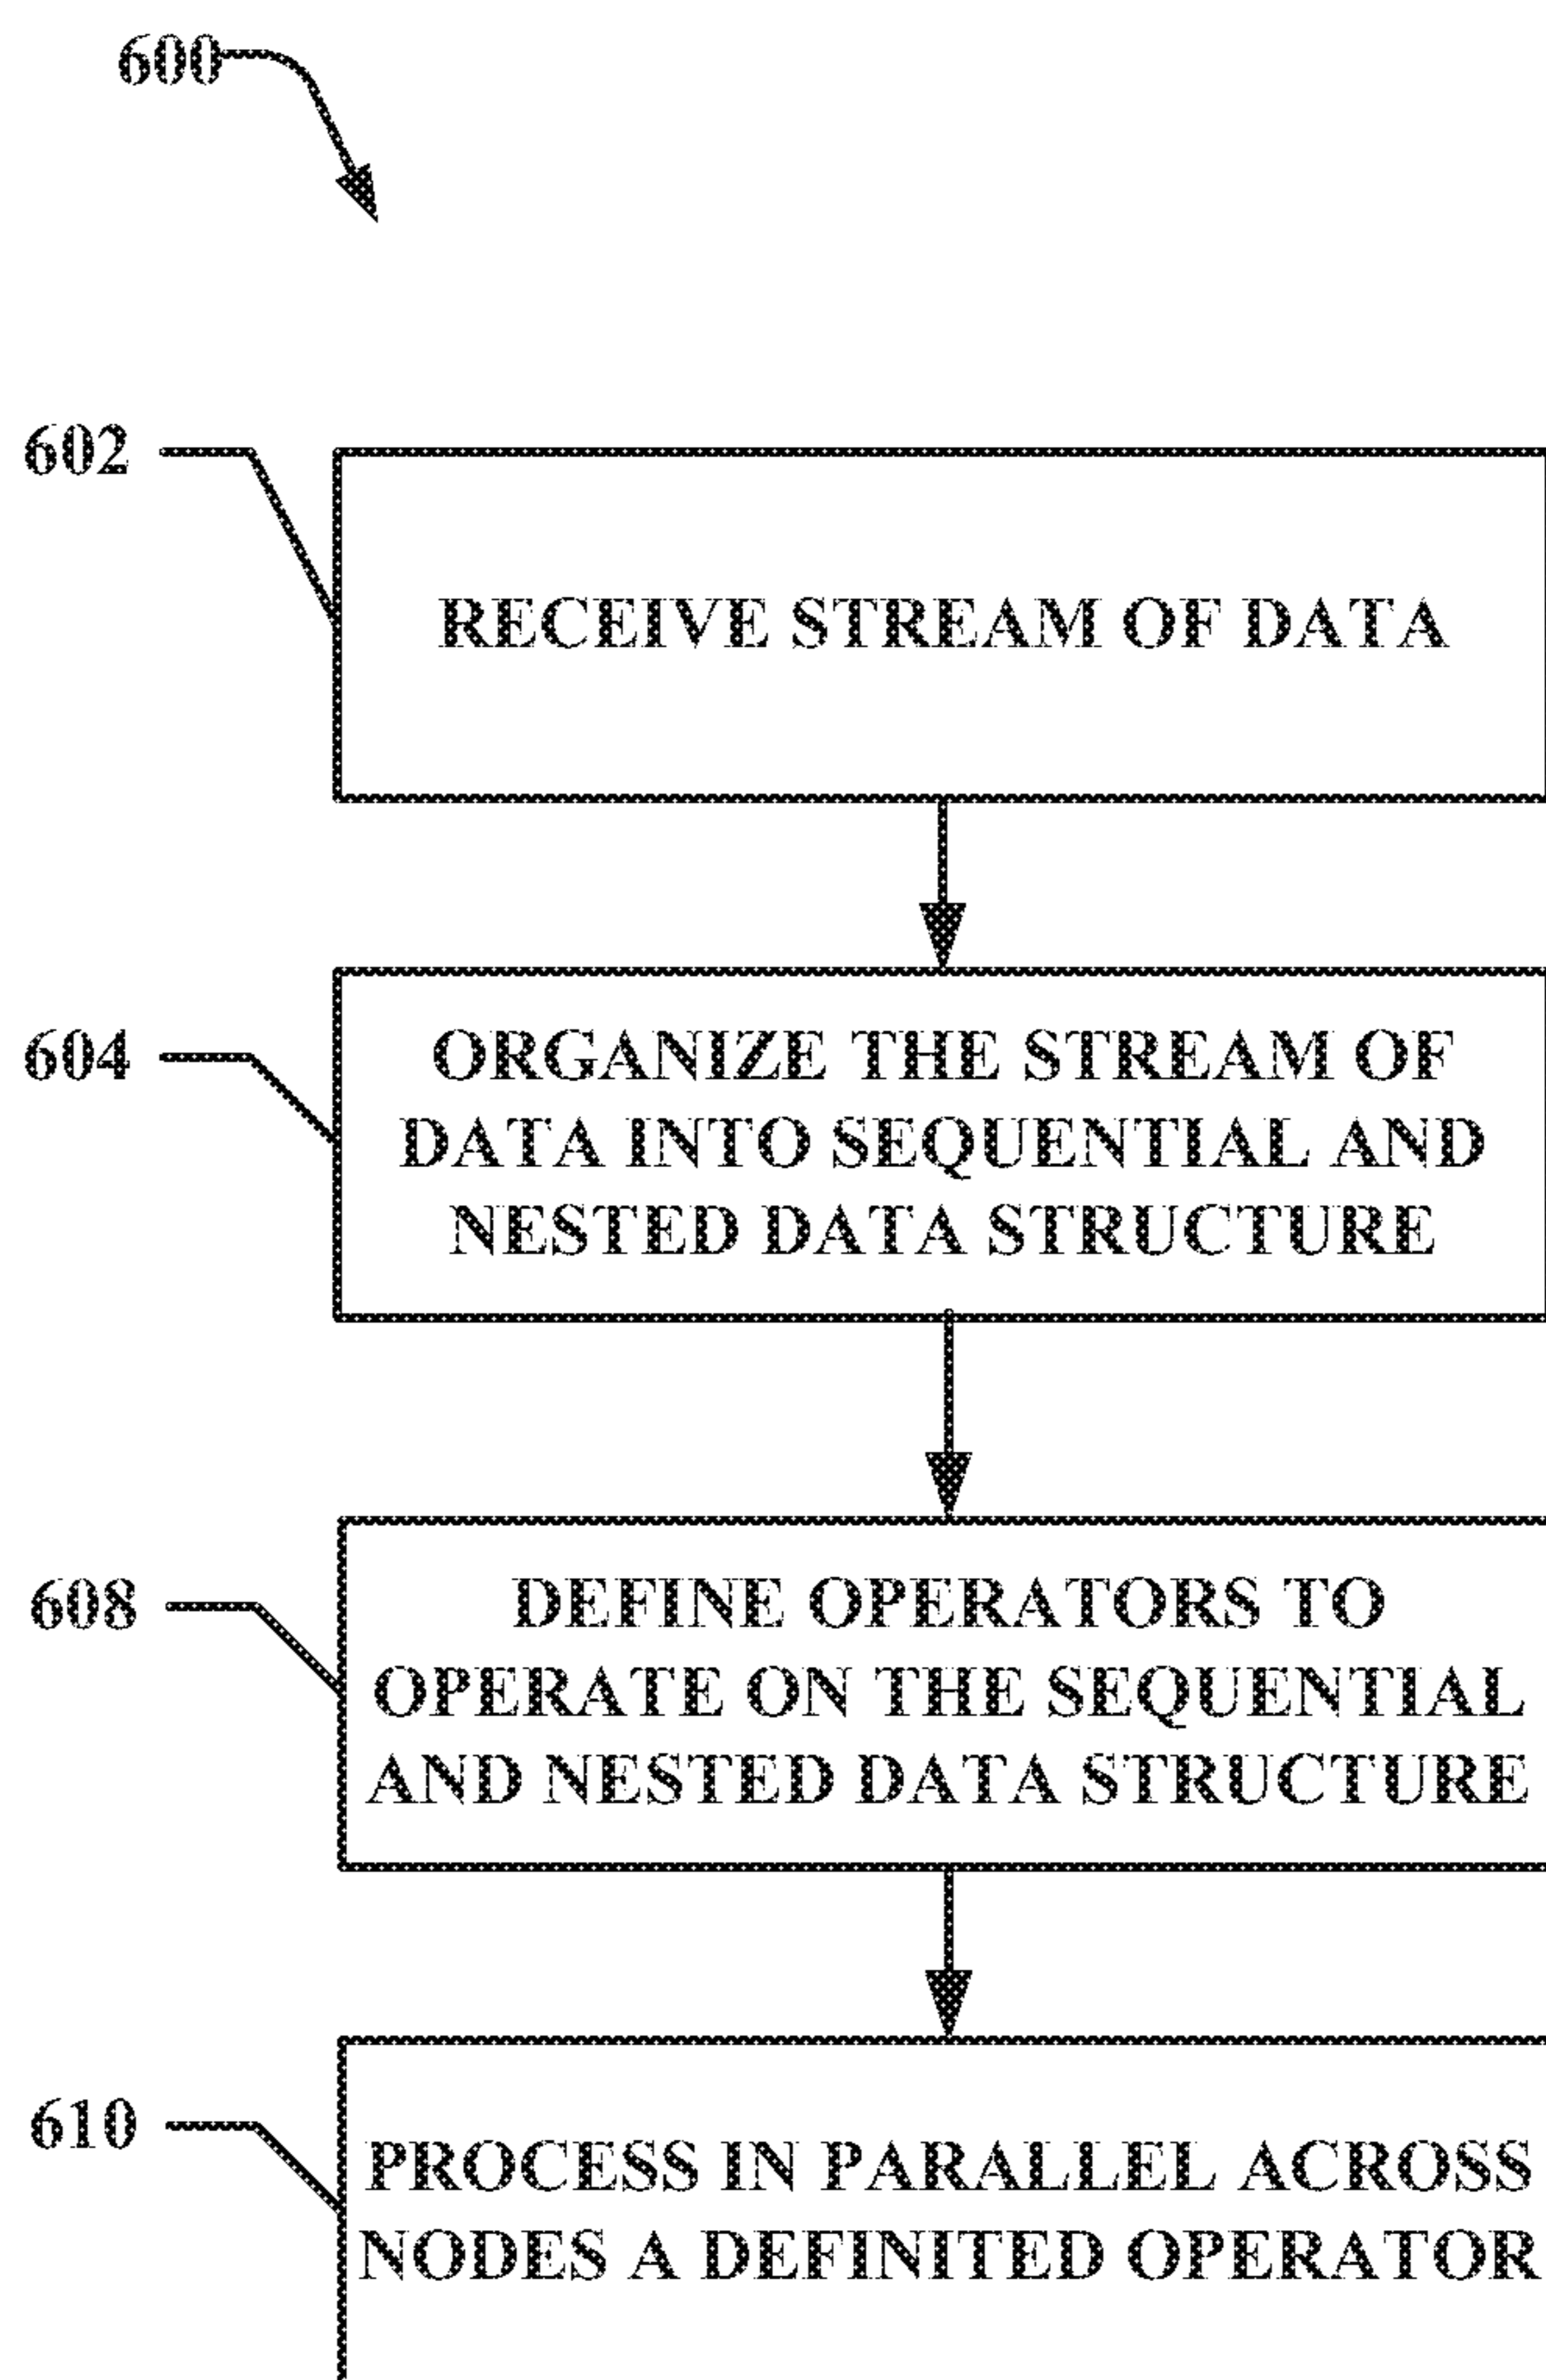 600
602
RECEIVE STREAM OF DATA
604
ORGANIZE THE STREAM OF
DATA INTO SEQUENTIAL AND
NESTED DATA STRUCTURE
608
DEFINE OPERATORS TO
OPERATE ON THE SEQUENTIAL
AND NESTED DATA STRUCTURE
610
PROCESS IN PARALLEL ACROSS
NODES A DEFINITED OPERATOR